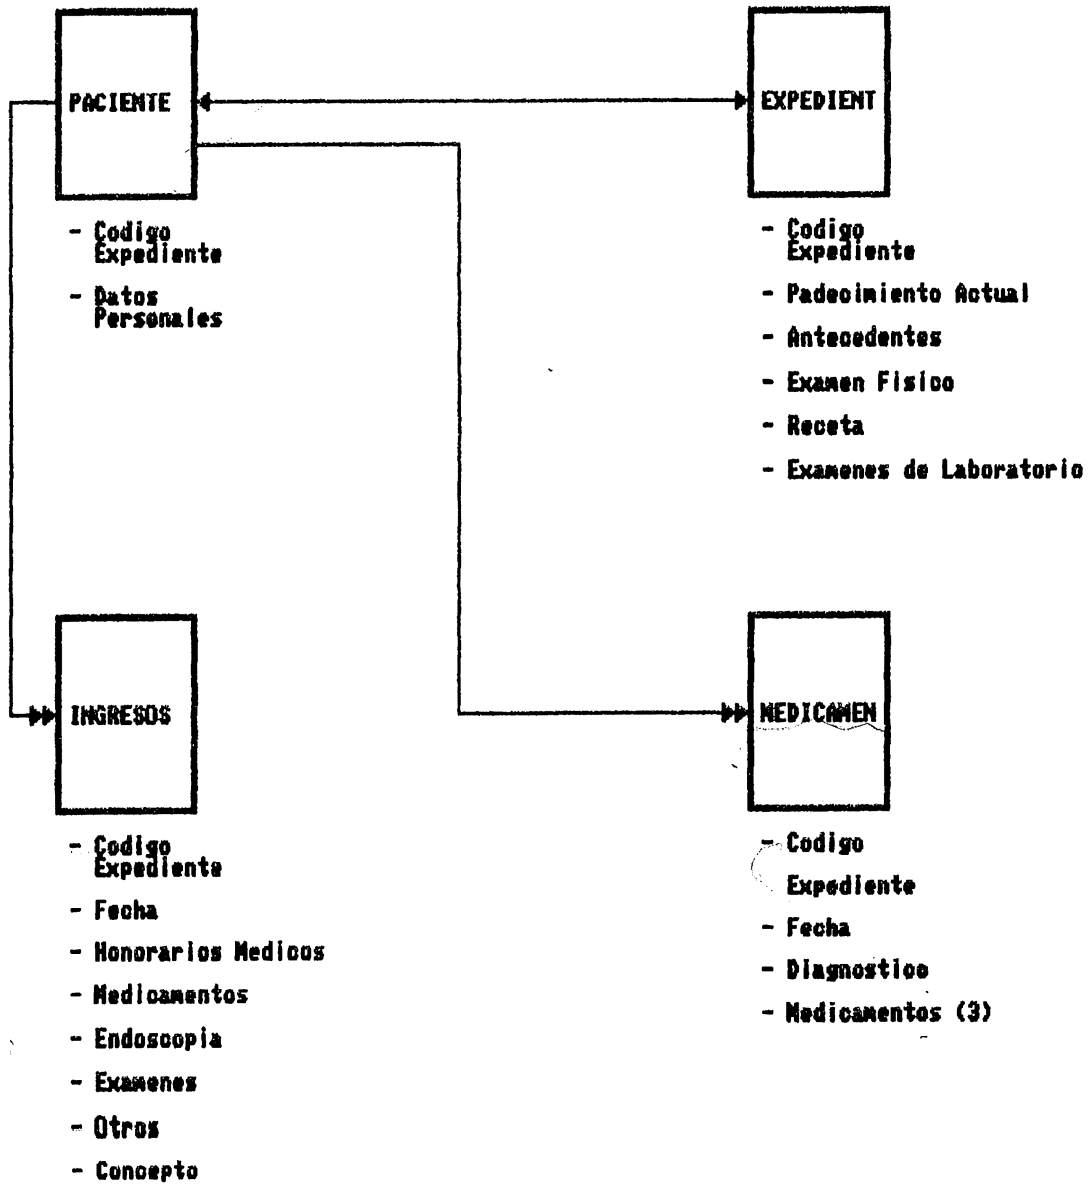 PACIENTE
EXPEDIENT
- Codigo
Expediente
- Datos
Personales
- Codigo
Expediente
- Padecimiento Actual
- Antecedentes
- Examen Fisico
- Receta
- Examenes de Laboratorio
INGRESOS
MEDICAMEN
- Codigo
Expediente
- Fecha
- Honorarios Medicos
- Medicamentos
- Endoscopia
- Examenes
- Otros
- Concepto
- Codigo
Expediente
- Fecha
- Diagnostico
- Medicamentos (3)